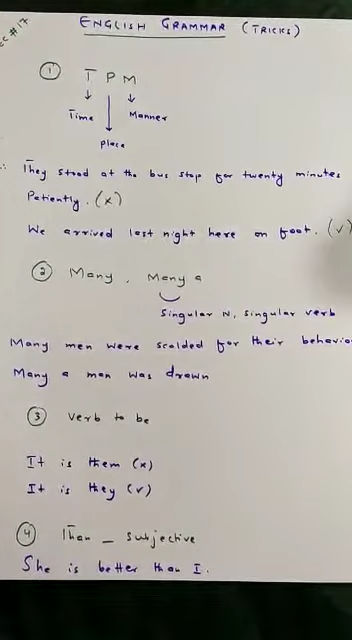 cc #17
ENGLISH GRAMMAR (TRICKS)
① T P M
Time Manner
Place
They stood at the bus stop for twenty minutes
Patiently. (x)
We arrived last night here on foot. (v)
② Many, Many a
Singular N, singular verb
Many men were scolded for their behavio
Many a man was drawn
③ Verb to be
It is them (x)
It is they (v)
④ Than _ subjective
She is better than I.